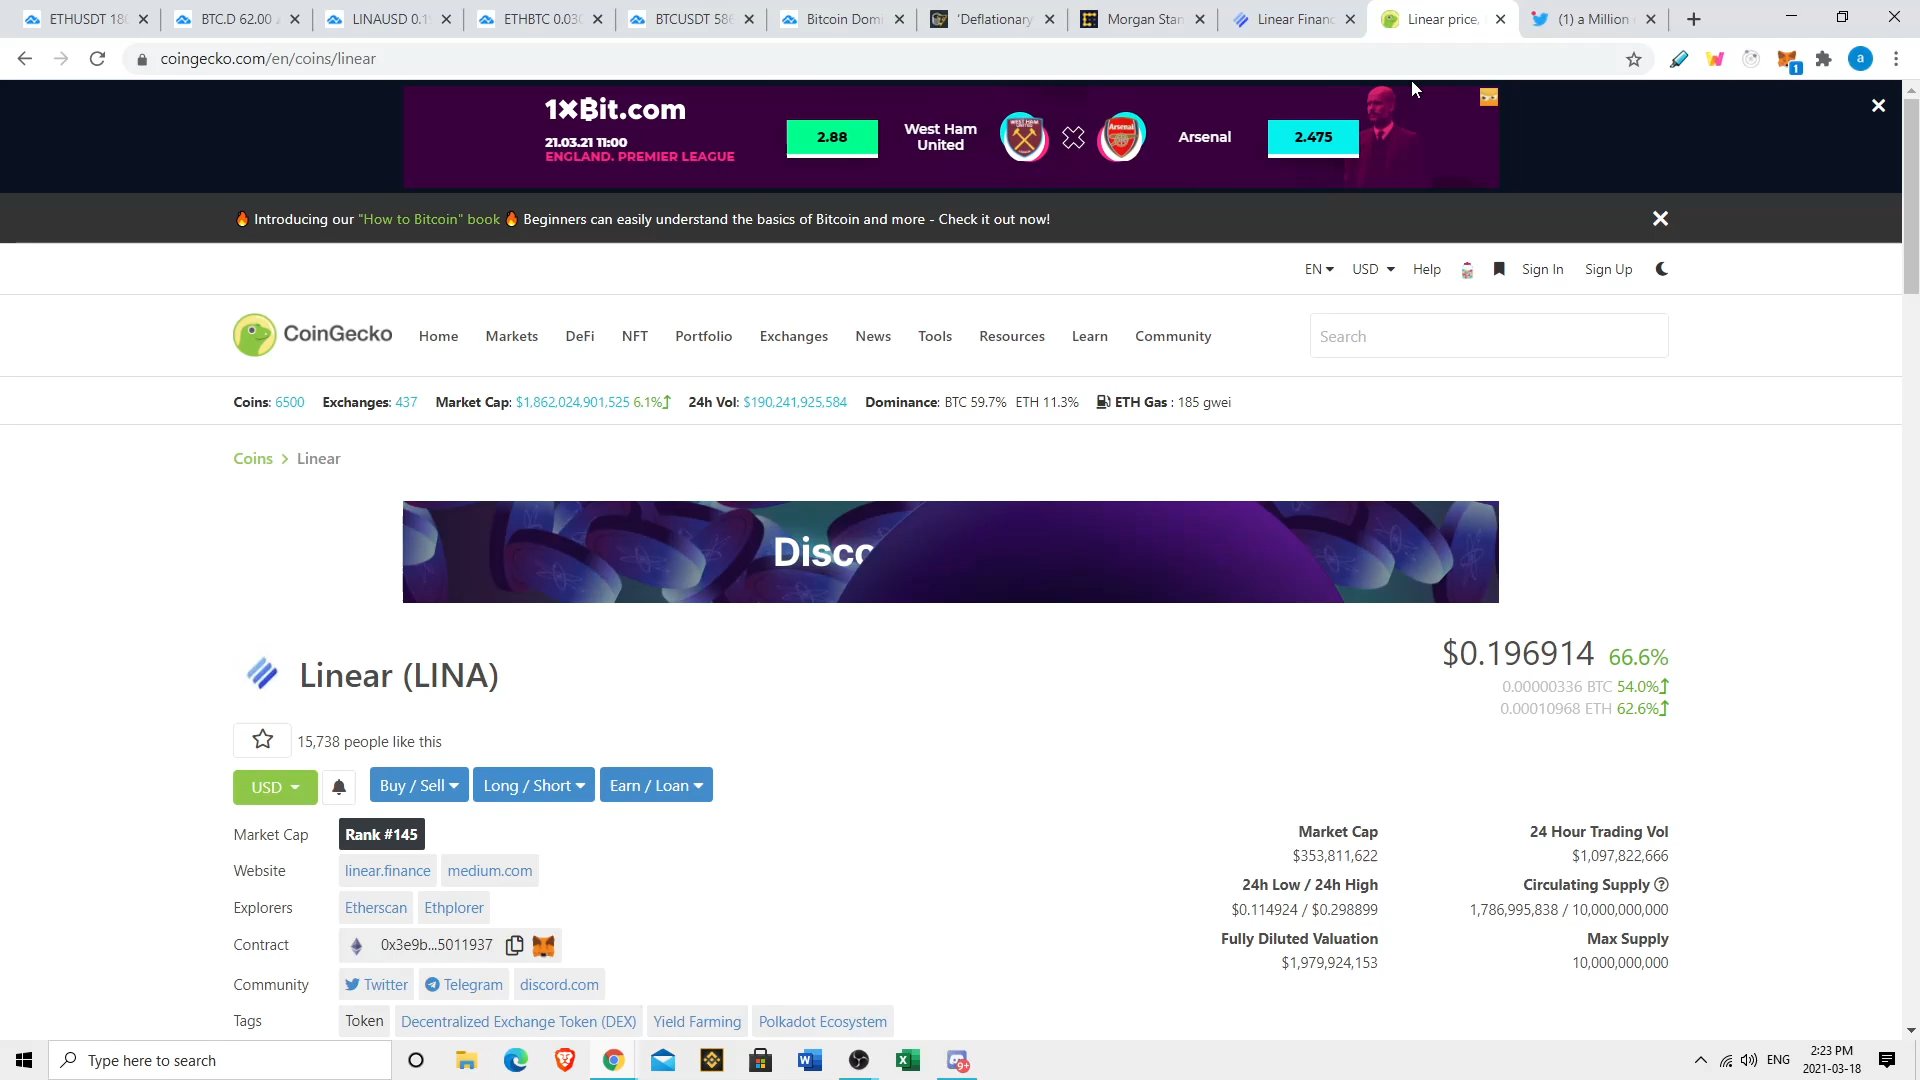 ETHUSDT 180
BTC.D 62.00
LINAUSD 0.1
ETHBTC 0.030
BTCUSDT 586
Bitcoin Dom
'Deflationary
Morgan Stan
Linear Financ
Linear price,
(1) a Million
coingecko.com/en/coins/linear
a
1
1XBit.com
21.03.21 11:00
ENGLAND. PREMIER LEAGUE
2.88
West Ham
United
Arsenal
Arsenal
2.475
Introducing our "How to Bitcoin" book Beginners can easily understand the basics of Bitcoin and more - Check it out now!
EN USD Help Sign In Sign Up
CoinGecko Home Markets DeFi NFT Portfolio Exchanges News Tools Resources Learn Community Search
Coins: 6500 Exchanges: 437 Market Cap: $1,862,024,901,525 6.1% 24h Vol: $190,241,925,584 Dominance: BTC 59.7% ETH 11.3% ETH Gas : 185 gwei
Coins > Linear
Disco
Linear (LINA)
$0.196914 66.6%
0.00000336 BTC 54.0%
0.00010968 ETH 62.6%
15,738 people like this
USD Buy / Sell Long / Short Earn / Loan
Market Cap Rank #145
Website linear.finance medium.com
Explorers Etherscan Ethplorer
Contract 0x3e9b...5011937
Community Twitter Telegram discord.com
Tags Token Decentralized Exchange Token (DEX) Yield Farming Polkadot Ecosystem
Market Cap
$353,811,622
24 Hour Trading Vol
$1,097,822,666
24h Low / 24h High
$0.114924 / $0.298899
Circulating Supply
1,786,995,838 / 10,000,000,000
Fully Diluted Valuation
$1,979,924,153
Max Supply
10,000,000,000
Type here to search
9+
ENG
2:23 PM
2021-03-18